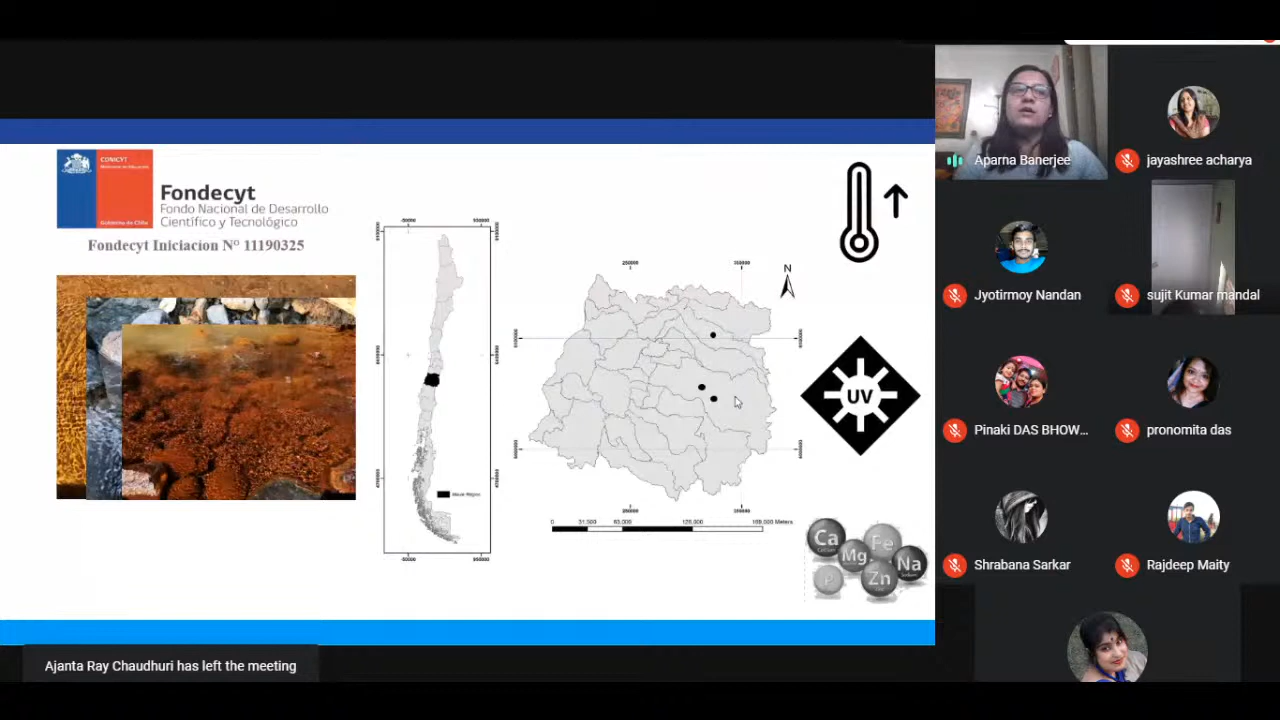 CONICYT
Fondecyt
Fondo Nacional de Desarrollo
Científico y Tecnológico
Fondecyt Iniciacion N° 11190325
N
UV
Ca
Mg
Fe
Na
Zn
P
Aparna Banerjee
jayashree acharya
Jyotirmoy Nandan
sujit Kumar mandal
Pinaki DAS BHOW...
pronomita das
Shrabana Sarkar
Rajdeep Maity
Ajanta Ray Chaudhuri has left the meeting